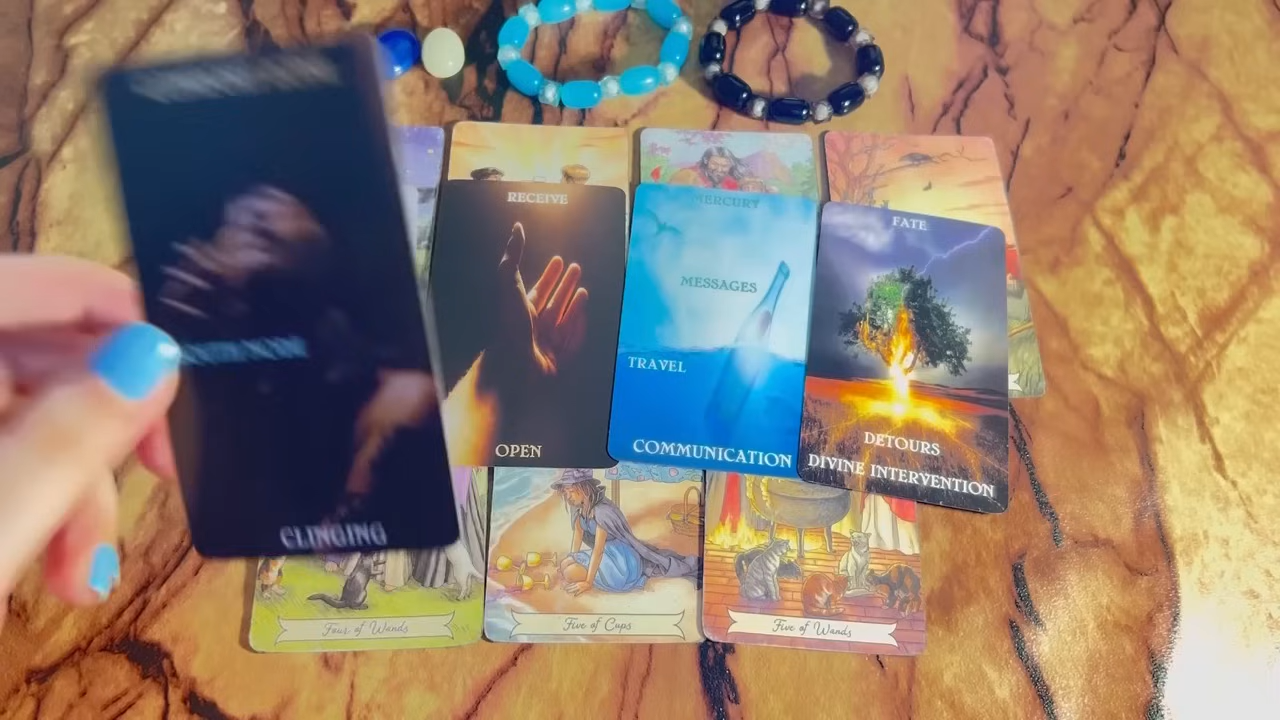 CLINGING
RECEIVE
OPEN
MERCURY
MESSAGES
TRAVEL
COMMUNICATION
FATE
DETOURS
DIVINE INTERVENTION
Four of Wands
Five of Cups
Five of Wands